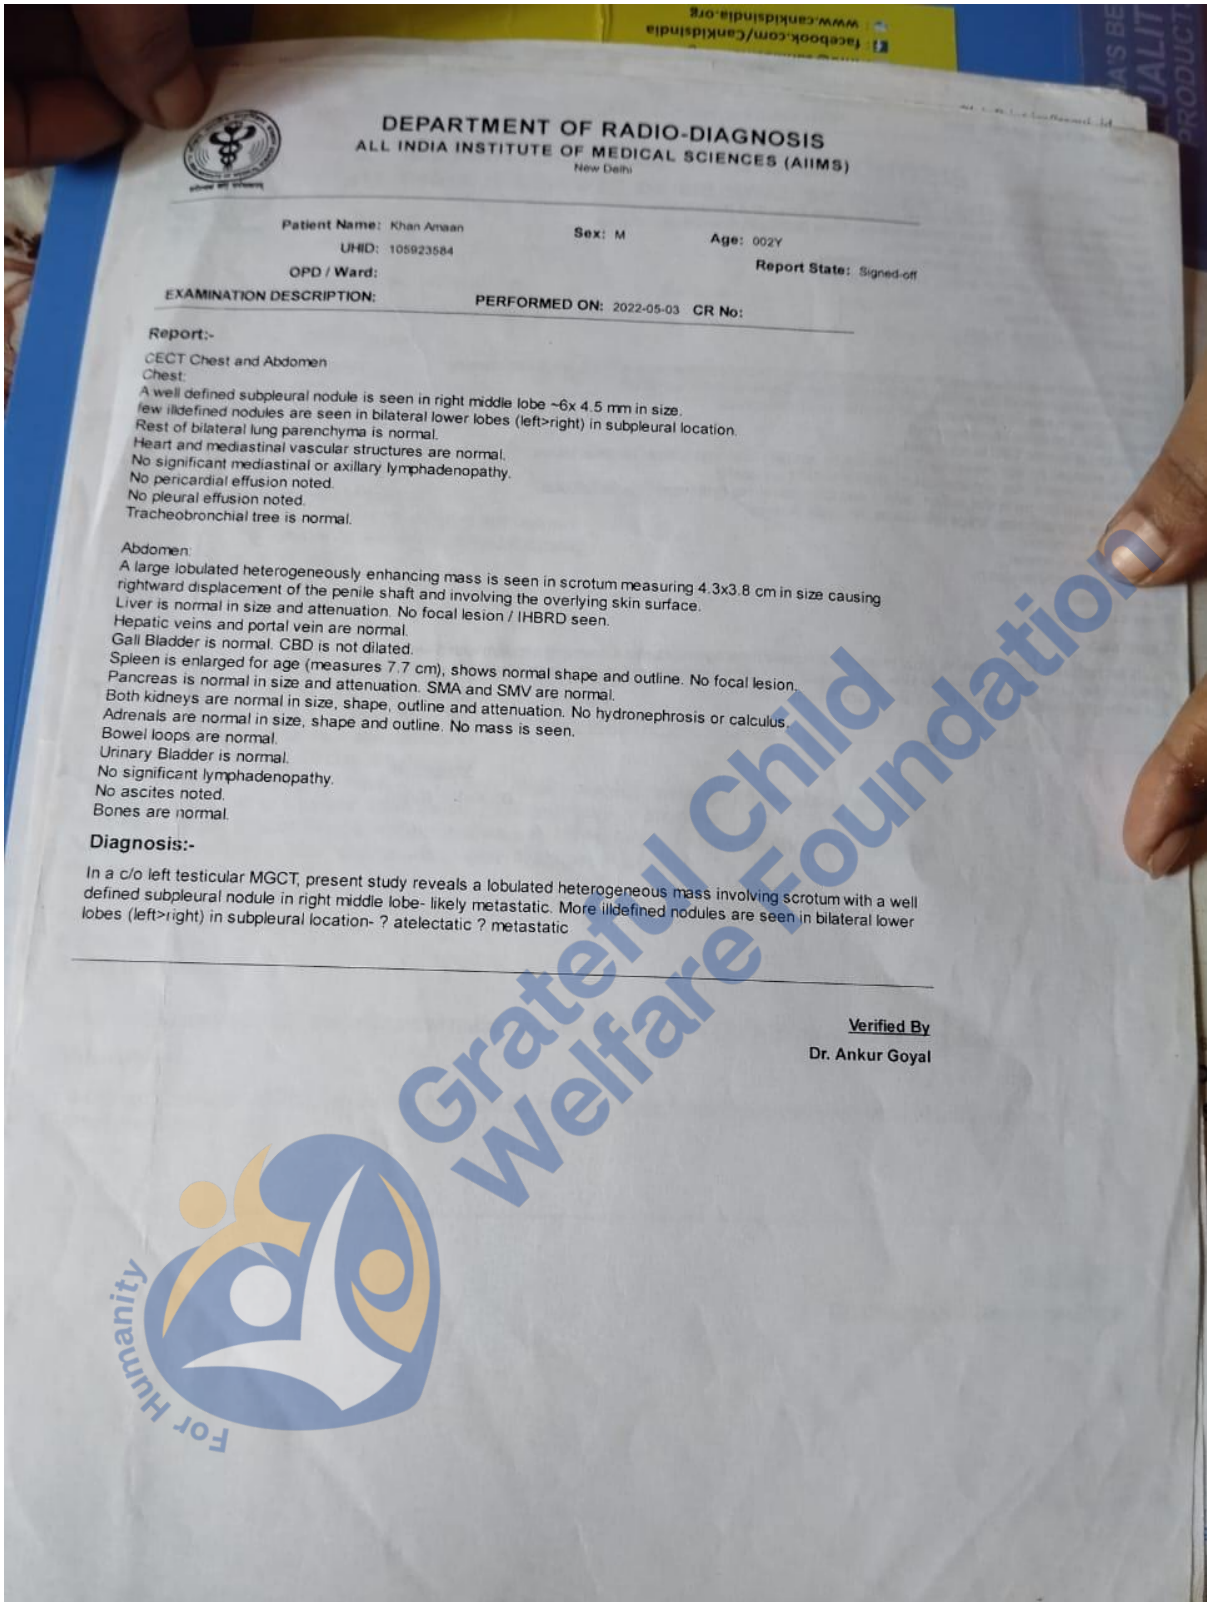 www.cankidsindia.org
facebook.com/Cankidsindia
A'S BE
UALIT
PRODUCT
DEPARTMENT OF RADIO-DIAGNOSIS
ALL INDIA INSTITUTE OF MEDICAL SCIENCES (AIIMS)
New Delhi
Patient Name: Khan Amaan Sex: M Age: 002Y
UHID: 105923584
OPD / Ward: Report State: Signed-off
EXAMINATION DESCRIPTION: PERFORMED ON: 2022-05-03 CR No:
Report:-
CECT Chest and Abdomen
Chest:
A well defined subpleural nodule is seen in right middle lobe ~6x 4.5 mm in size.
few illdefined nodules are seen in bilateral lower lobes (left>right) in subpleural location.
Rest of bilateral lung parenchyma is normal.
Heart and mediastinal vascular structures are normal.
No significant mediastinal or axillary lymphadenopathy.
No pericardial effusion noted.
No pleural effusion noted.
Tracheobronchial tree is normal.
Abdomen:
A large lobulated heterogeneously enhancing mass is seen in scrotum measuring 4.3x3.8 cm in size causing
rightward displacement of the penile shaft and involving the overlying skin surface.
Liver is normal in size and attenuation. No focal lesion / IHBRD seen.
Hepatic veins and portal vein are normal.
Gall Bladder is normal. CBD is not dilated.
Spleen is enlarged for age (measures 7.7 cm), shows normal shape and outline. No focal lesion.
Pancreas is normal in size and attenuation. SMA and SMV are normal.
Both kidneys are normal in size, shape, outline and attenuation. No hydronephrosis or calculus.
Adrenals are normal in size, shape and outline. No mass is seen.
Bowel loops are normal.
Urinary Bladder is normal.
No significant lymphadenopathy.
No ascites noted.
Bones are normal.
Diagnosis:-
In a c/o left testicular MGCT, present study reveals a lobulated heterogeneous mass involving scrotum with a well
defined subpleural nodule in right middle lobe- likely metastatic. More illdefined nodules are seen in bilateral lower
lobes (left>right) in subpleural location- ? atelectatic ? metastatic
Verified By
Dr. Ankur Goyal
Grateful Child
Welfare Foundation
For Humanity